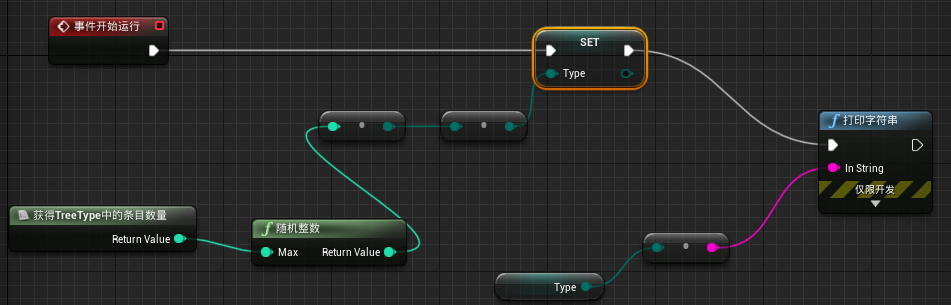 事件开始运行
SET
Type
打印字符串
In String
仅限开发
获得TreeType中的条目数量
Return Value
随机整数
Max
Return Value
Type